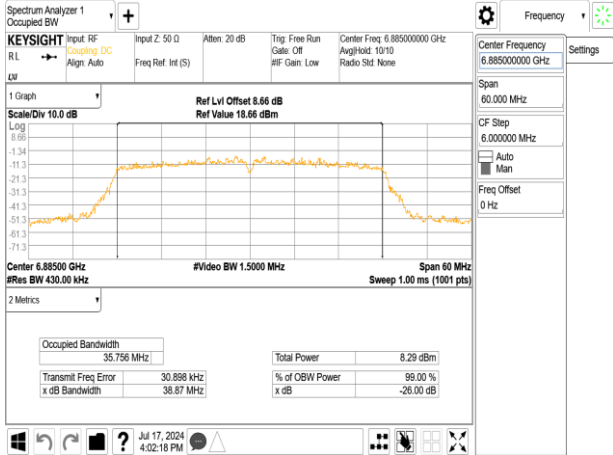 Spectrum Analyzer 1
Occupied BW
Frequency
KEYSIGHT
RL
Input: RF
Coupling: DC
Align: Auto
Input Z: 50 Ω
Freq Ref: Int (S)
Atten: 20 dB
Trig: Free Run
Gate: Off
#IF Gain: Low
Center Freq: 6.885000000 GHz
Avg|Hold: 10/10
Radio Std: None
LXI
1 Graph
Scale/Div 10.0 dB
Ref Lvl Offset 8.66 dB
Ref Value 18.66 dBm
Log
8.66
-1.34
-11.3
-21.3
-31.3
-41.3
-51.3
-61.3
-71.3
Center 6.88500 GHz
#Res BW 430.00 kHz
#Video BW 1.5000 MHz
Span 60 MHz
Sweep 1.00 ms (1001 pts)
2 Metrics
Occupied Bandwidth
35.756 MHz
Transmit Freq Error 30.898 kHz
x dB Bandwidth 38.87 MHz
Total Power 8.29 dBm
% of OBW Power 99.00 %
x dB -26.00 dB
Jul 17, 2024
4:02:18 PM
Center Frequency
6.885000000 GHz
Settings
Span
60.000 MHz
CF Step
6.000000 MHz
Auto
Man
Freq Offset
0 Hz